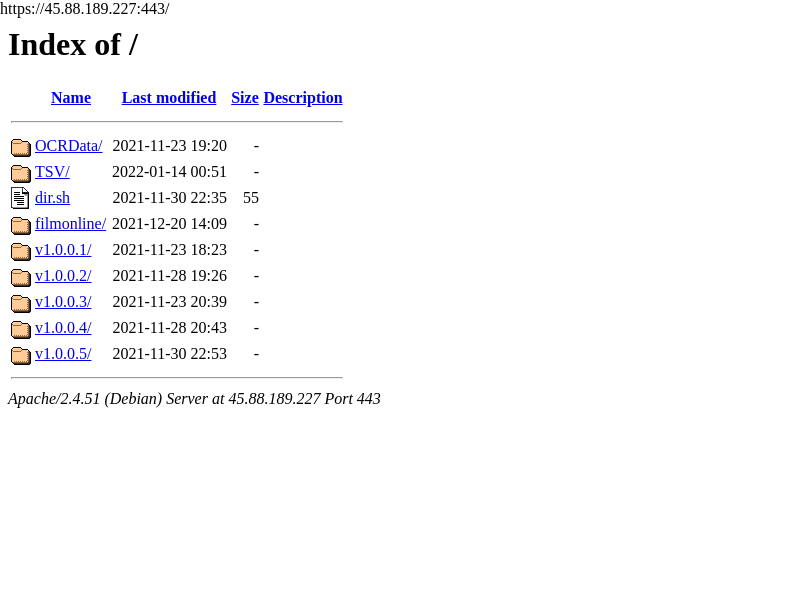 https://45.88.189.227:443/
Index of /
Name Last modified Size Description
OCRData/ 2021-11-23 19:20 -
TSV/ 2022-01-14 00:51 -
dir.sh 2021-11-30 22:35 55
filmonline/ 2021-12-20 14:09 -
v1.0.0.1/ 2021-11-23 18:23 -
v1.0.0.2/ 2021-11-28 19:26 -
v1.0.0.3/ 2021-11-23 20:39 -
v1.0.0.4/ 2021-11-28 20:43 -
v1.0.0.5/ 2021-11-30 22:53 -
Apache/2.4.51 (Debian) Server at 45.88.189.227 Port 443